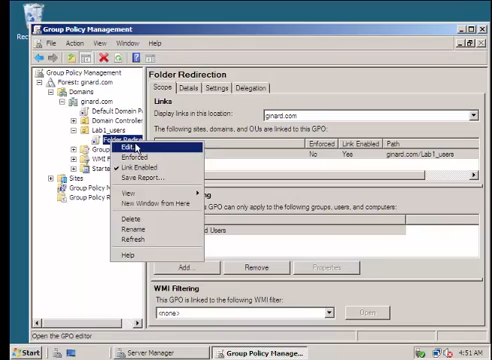 Group Policy Management
File Action View Window Help
Group Policy Management
Forest: ginard.com
Domains
ginard.com
Default Domain P
Domain Controller
Lab1_users
Folder Redire
Group
WMI F
Starte
Sites
Group Policy M
Group Policy R
Edit...
Enforced
Link Enabled
Save Report...
View
New Window from Here
Delete
Rename
Refresh
Help
Folder Redirection
Scope Details Settings Delegation
Links
Display links in this location:
ginard.com
The following sites, domains, and OUs are linked to this GPO:
Enforced Link Enabled Path
No Yes ginard.com/Lab1_users
ng
GPO can only apply to the following groups, users, and computers:
d Users
Add... Remove Properties
WMI Filtering
This GPO is linked to the following WMI filter:
<none>
Open
Open the GPO editor
Start
Server Manager
Group Policy Manage...
4:51 AM